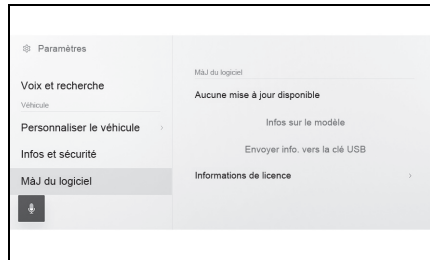 Paramètres
Voix et recherche
Véhicule
Personnaliser le véhicule
Infos et sécurité
MàJ du logiciel
MàJ du logiciel
Aucune mise à jour disponible
Infos sur le modèle
Envoyer info. vers la clé USB
Informations de licence